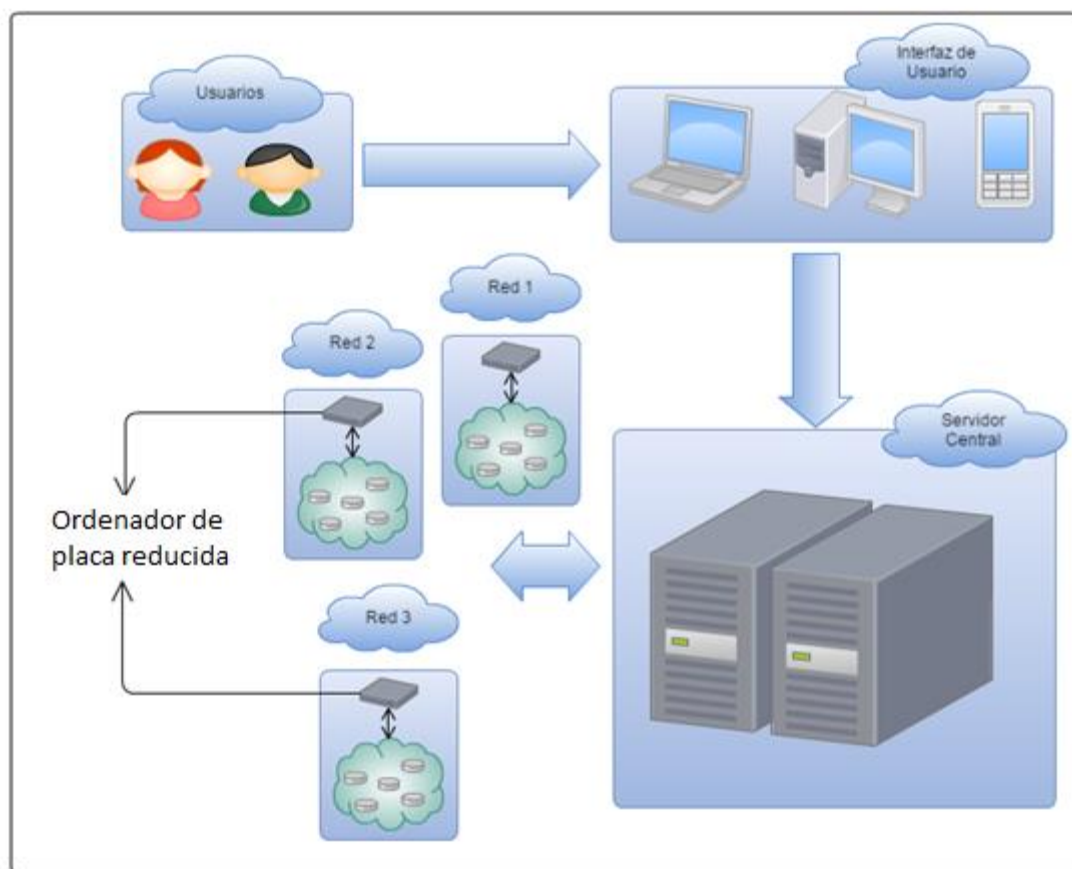 Usuarios
Interfaz de
Usuario
Red 1
Red 2
Servidor
Central
Ordenador de
placa reducida
Red 3